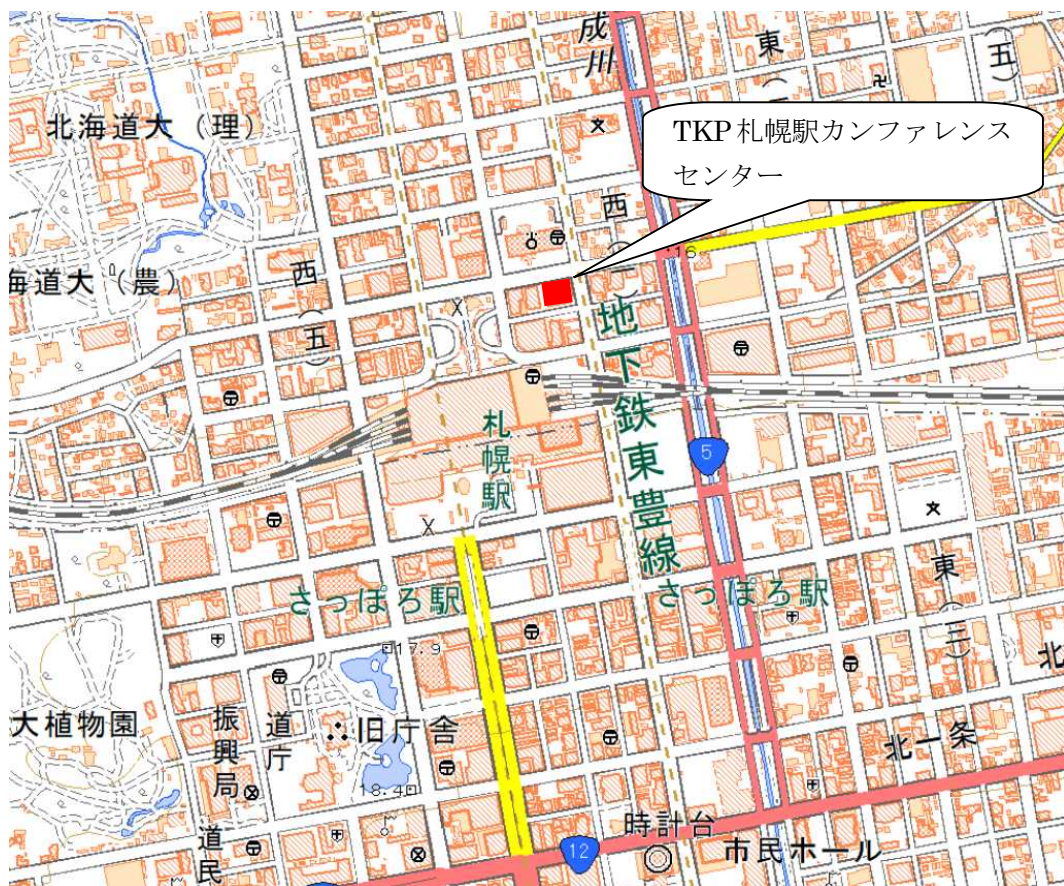 成川
東(一
(五)
北海道大(理)
TKP札幌駅カンファレンス
センター
西(一)
16
海道大(農)
西(五)
地下鉄東豊線
札幌駅
5
さっぽろ駅
さっぽろ駅
東(三)
17.9
北
大植物園
振興局
道庁
旧庁舎
北一条
18.4
道民
時計台
12
市民ホール